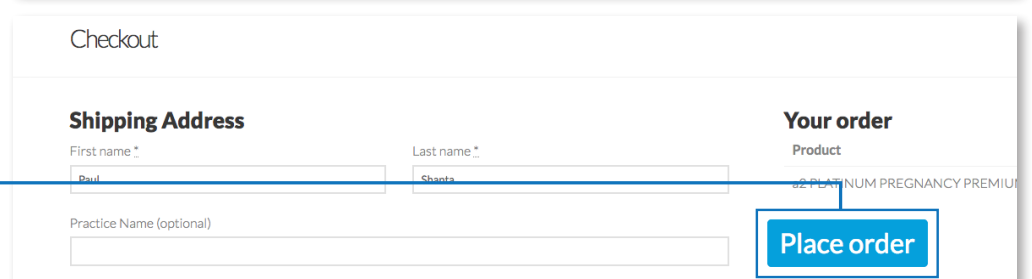 Checkout
Shipping Address
First name *
Last name *
Paul
Shanta
Practice Name (optional)
Your order
Product
a2 PLATINUM PREGNANCY PREMIUM
Place order